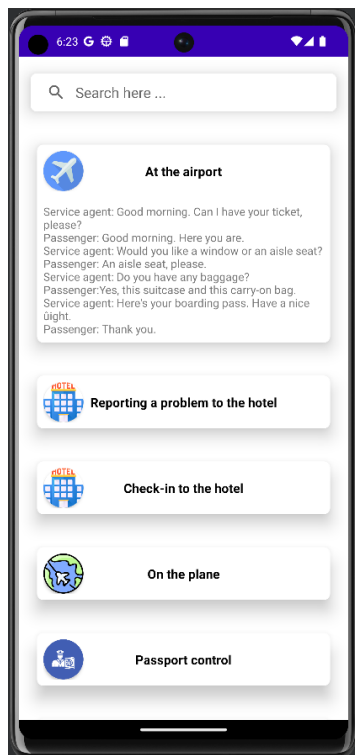 6:23
Search here ...
At the airport
Service agent: Good morning. Can I have your ticket,
please?
Passenger: Good morning. Here you are.
Service agent: Would you like a window or an aisle seat?
Passenger: An aisle seat, please.
Service agent: Do you have any baggage?
Passenger:Yes, this suitcase and this carry-on bag.
Service agent: Here's your boarding pass. Have a nice
ûight.
Passenger: Thank you.
HOTEL
Reporting a problem to the hotel
HOTEL
Check-in to the hotel
On the plane
Passport control